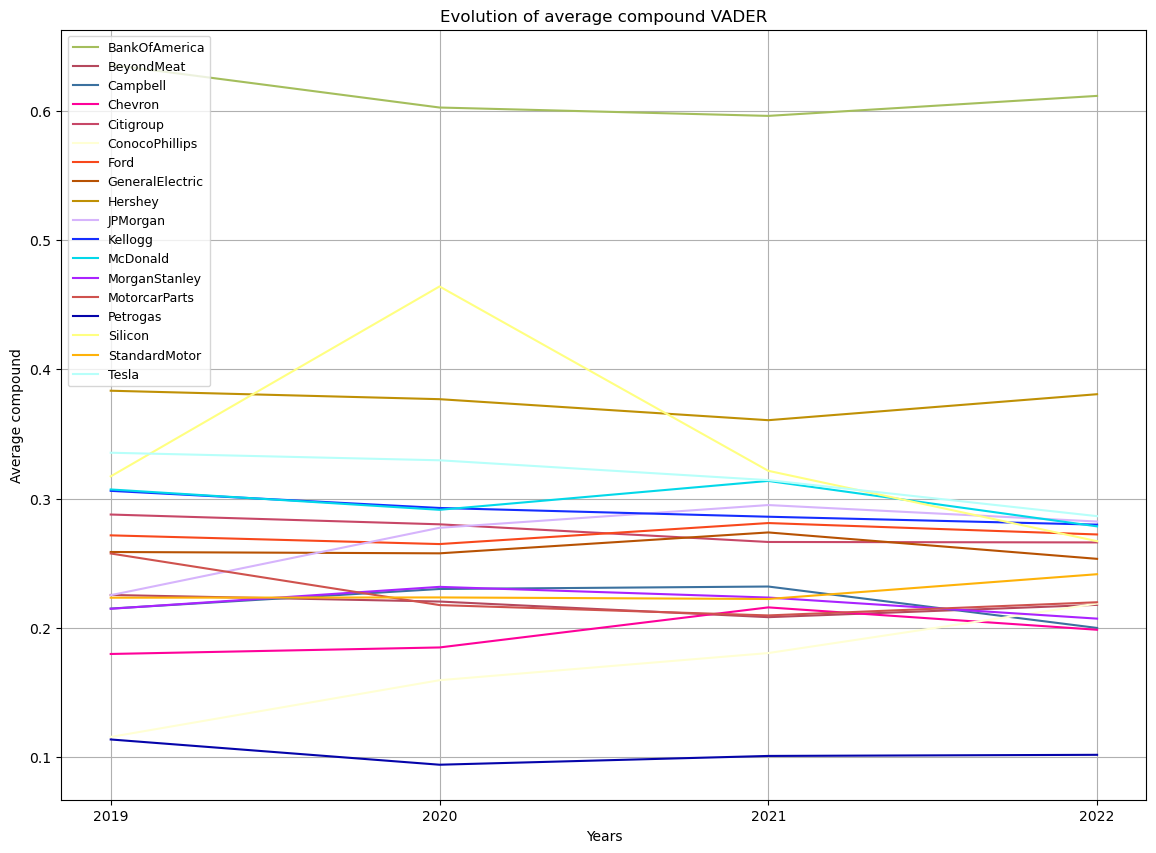 Evolution of average compound VADER
BankOfAmerica
BeyondMeat
Campbell
Chevron
Citigroup
ConocoPhillips
Ford
GeneralElectric
Hershey
JPMorgan
Kellogg
McDonald
MorganStanley
MotorcarParts
Petrogas
Silicon
StandardMotor
Tesla
0.6
0.5
0.4
0.3
0.2
0.1
Average compound
2019 2020 2021 2022
Years